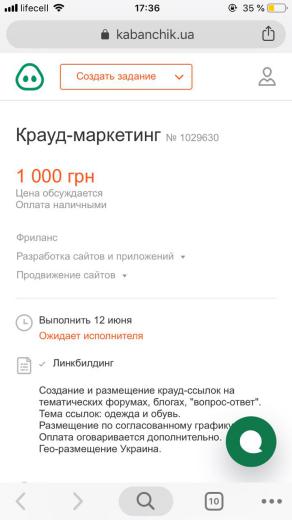 lifecell
17:36
35 %
kabanchik.ua
Создать задание
Крауд-маркетинг № 1029630
1 000 грн
Цена обсуждается
Оплата наличными
Фриланс
Разработка сайтов и приложений
Продвижение сайтов
Выполнить 12 июня
Ожидает исполнителя
Линкбилдинг
Создание и размещение крауд-ссылок на
тематических форумах, блогах, "вопрос-ответ".
Тема ссылок: одежда и обувь.
Размещение по согласованному графику
Оплата оговаривается дополнительно.
Гео-размещение Украина.
10